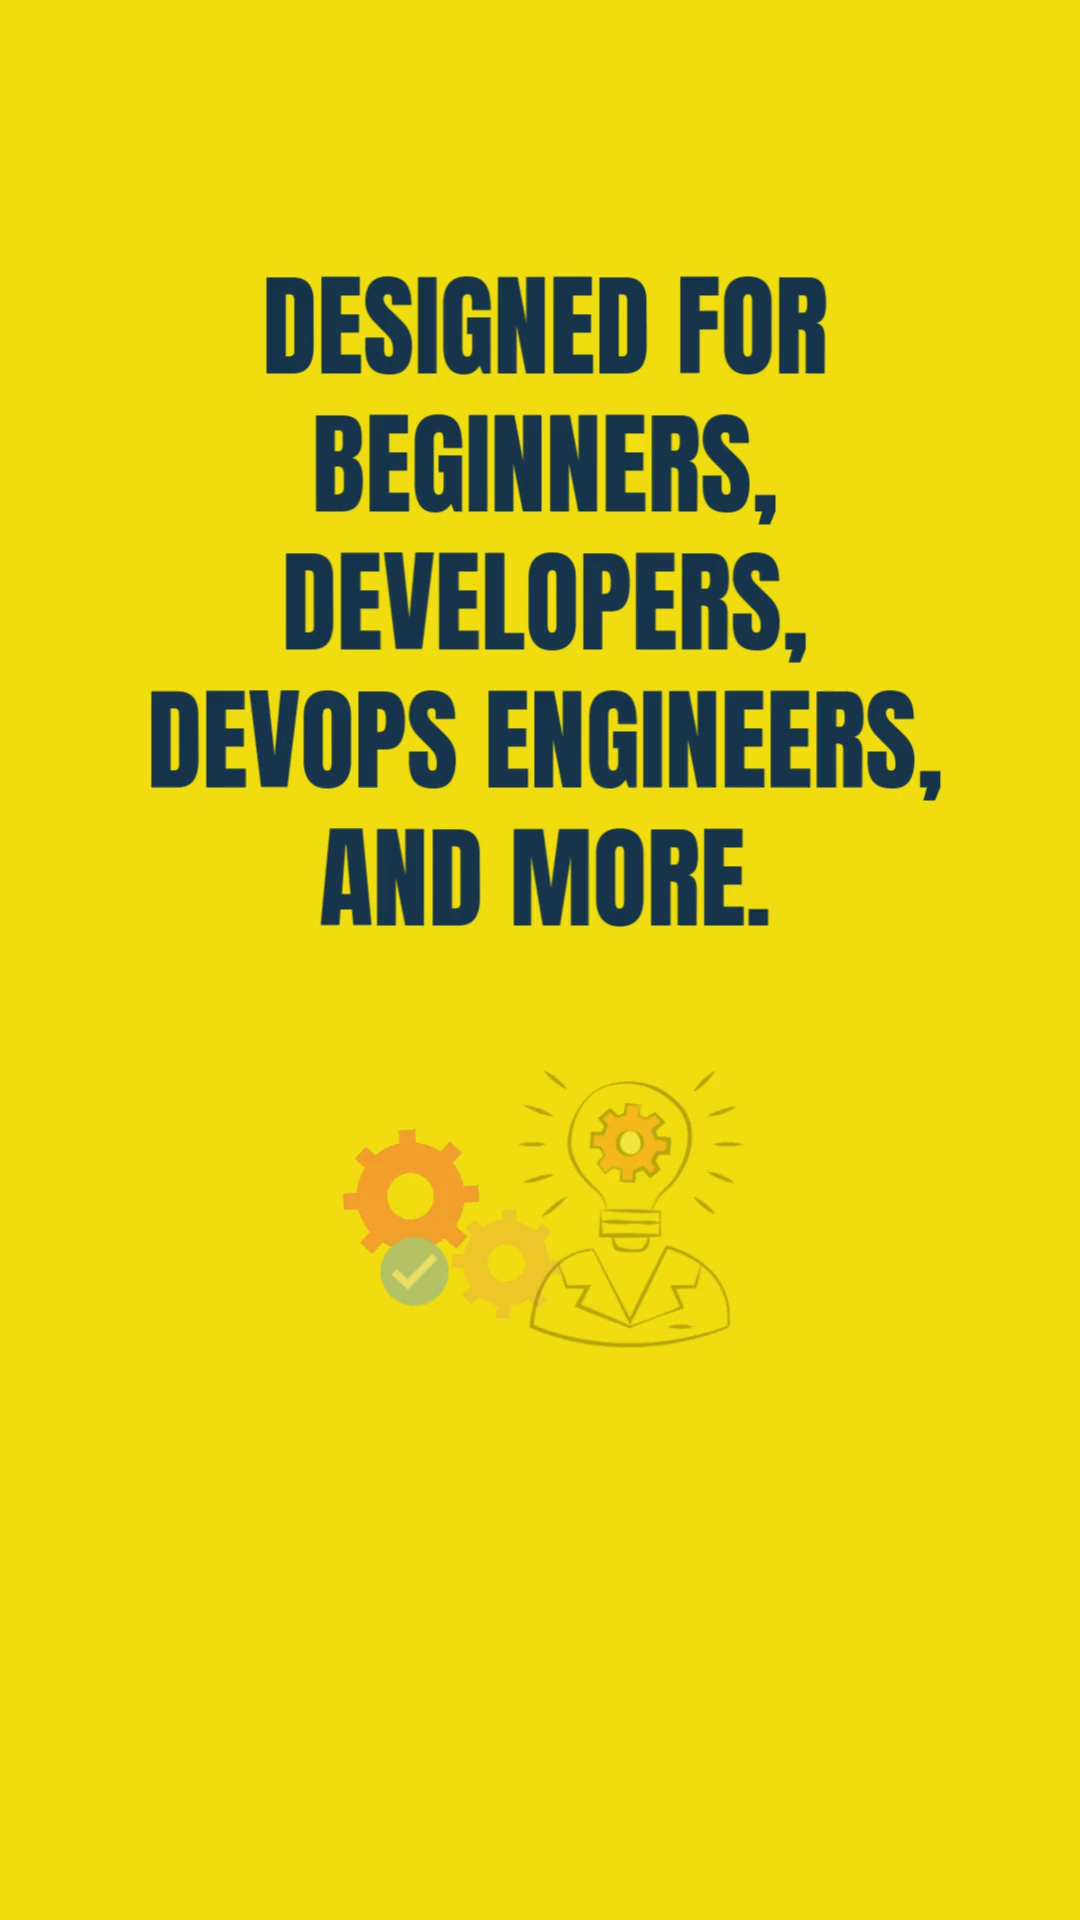 DESIGNED FOR
BEGINNERS,
DEVELOPERS,
DEVOPS ENGINEERS,
AND MORE.